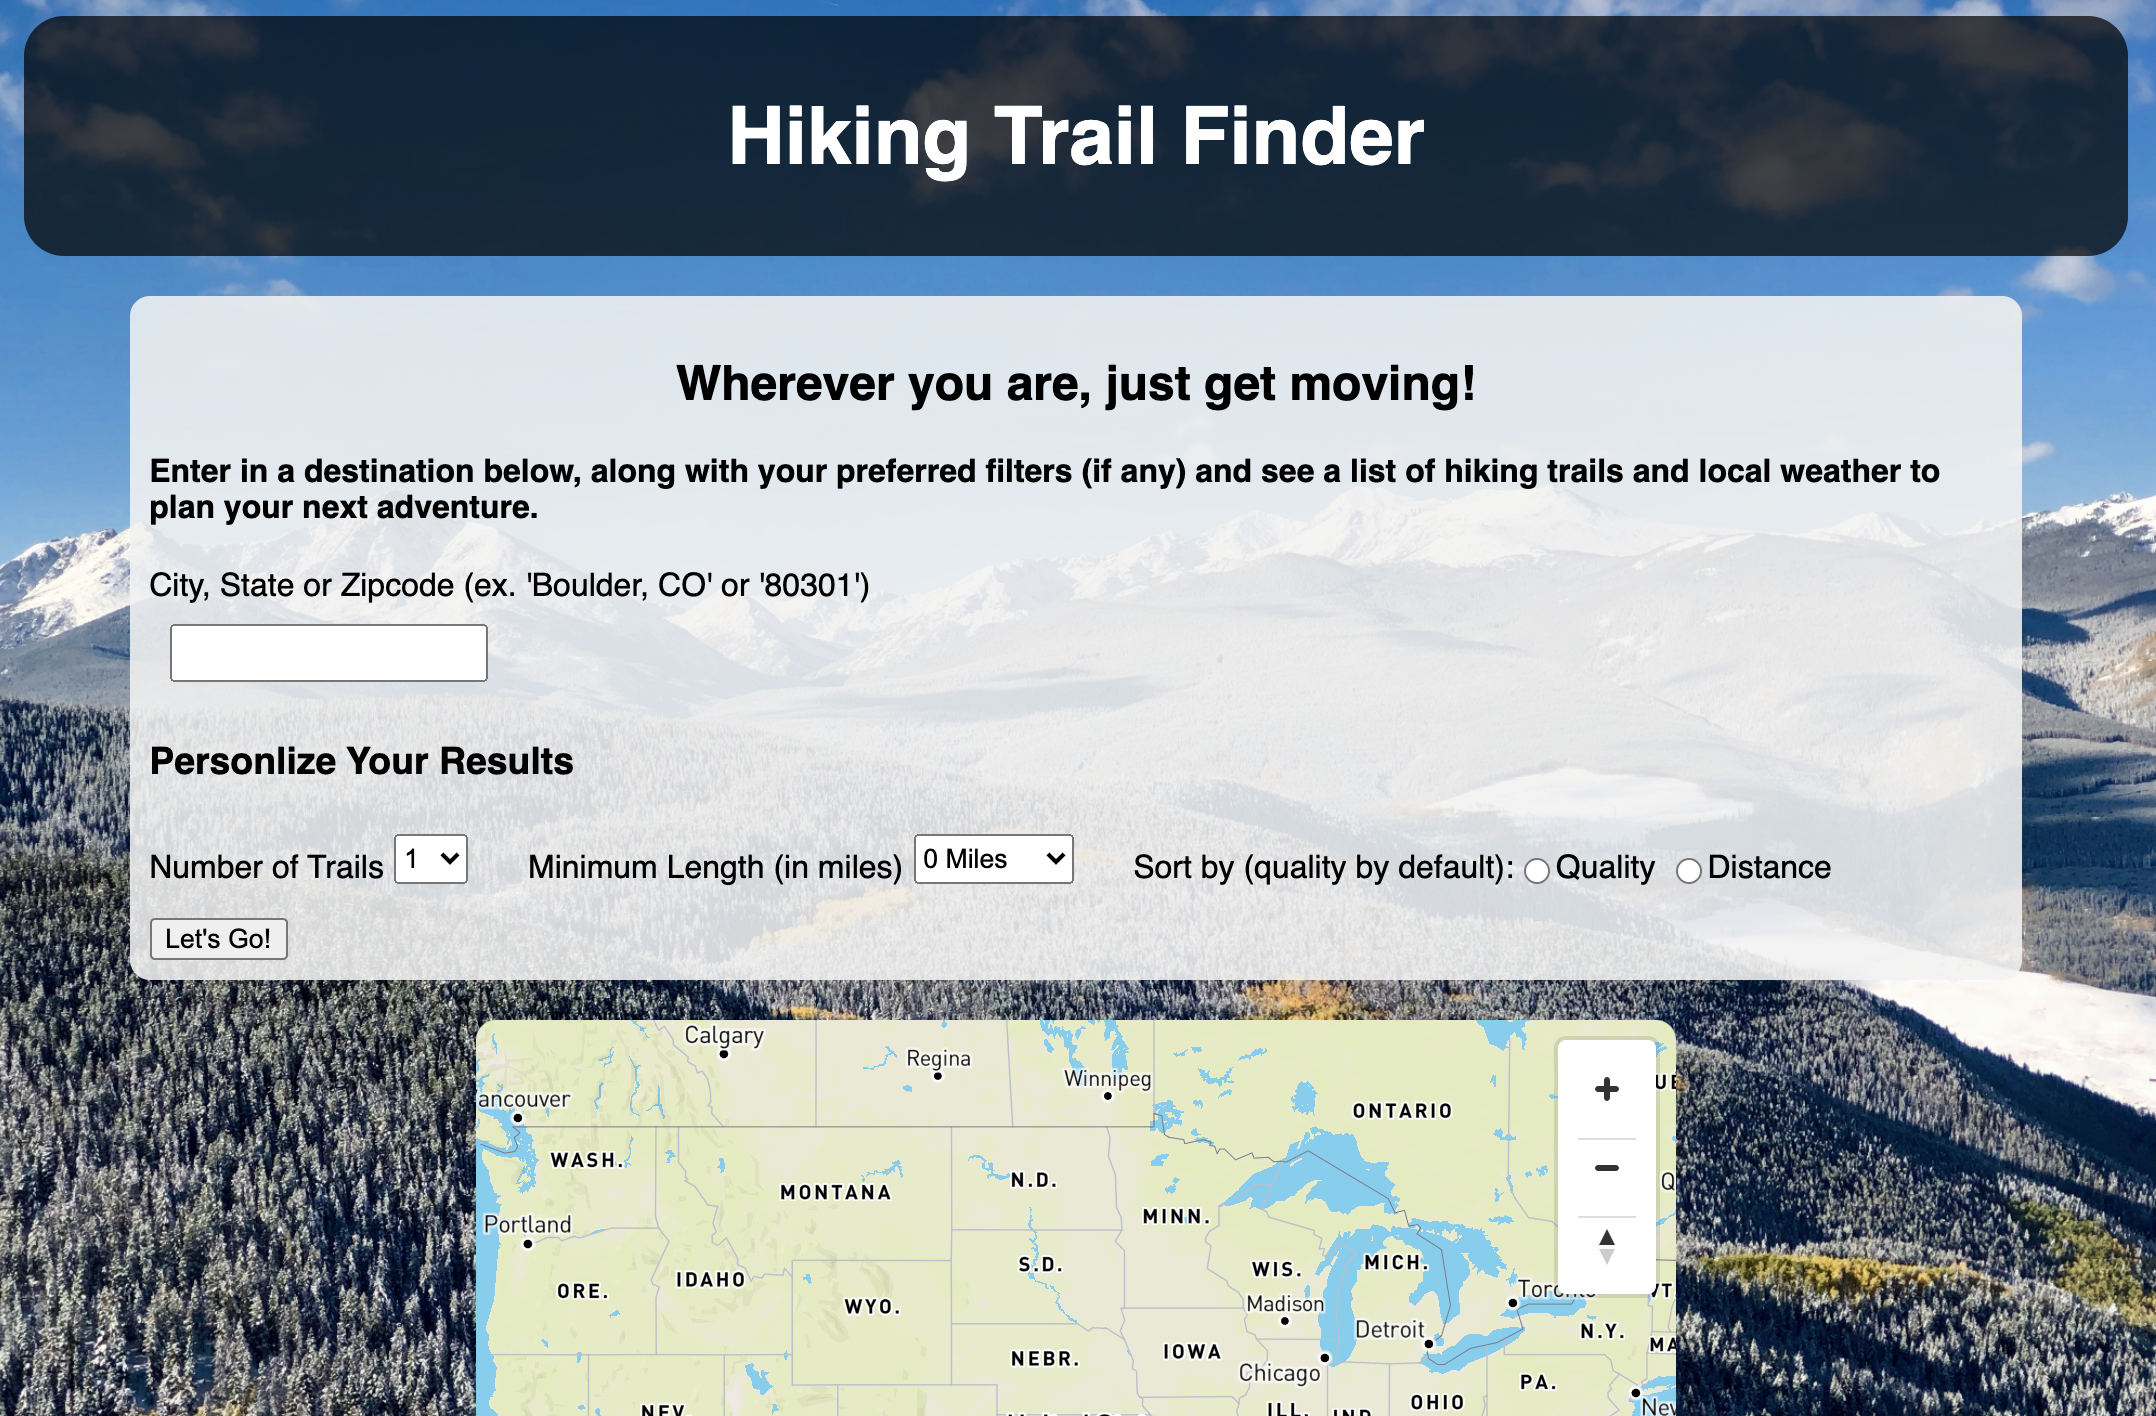 Hiking Trail Finder
Wherever you are, just get moving!
Enter in a destination below, along with your preferred filters (if any) and see a list of hiking trails and local weather to
plan your next adventure.
City, State or Zipcode (ex. 'Boulder, CO' or '80301')
Personlize Your Results
Number of Trails 1 Minimum Length (in miles) 0 Miles Sort by (quality by default): Quality Distance
Let's Go!
Calgary
Regina
Winnipeg
ancouver
ONTARIO
WASH.
MONTANA
N.D.
MINN.
Portland
S.D.
WIS.
MICH.
IDAHO
ORE.
WYO.
Madison
Toronto
VT.
Detroit
N.Y.
MA
NEBR.
IOWA
Chicago
PA.
OHIO
ILL.
IND.
NEV.
New